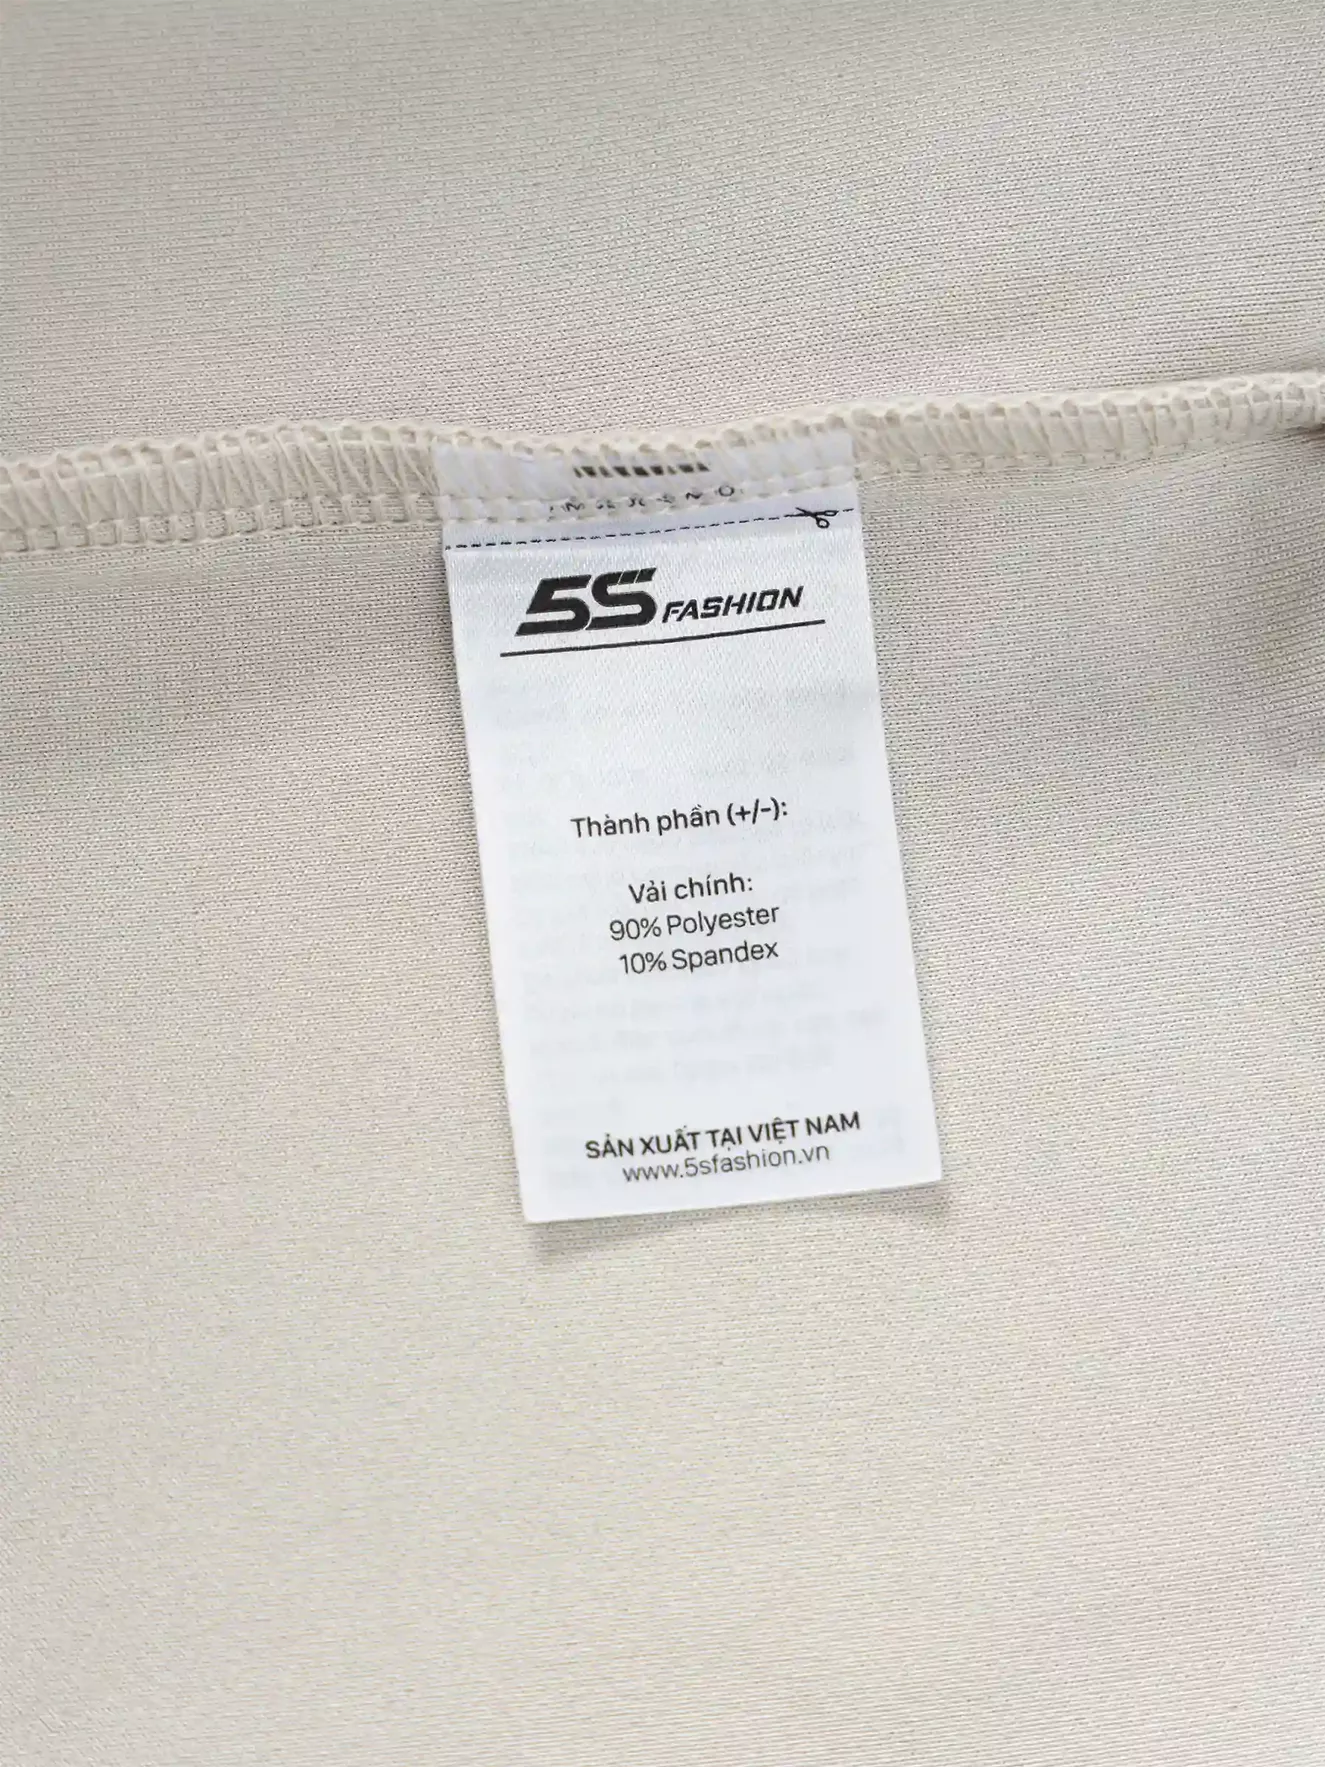 5S FASHION
Thành phần (+/-):
Vải chính:
90% Polyester
10% Spandex
SẢN XUẤT TẠI VIỆT NAM
www.5sfashion.vn